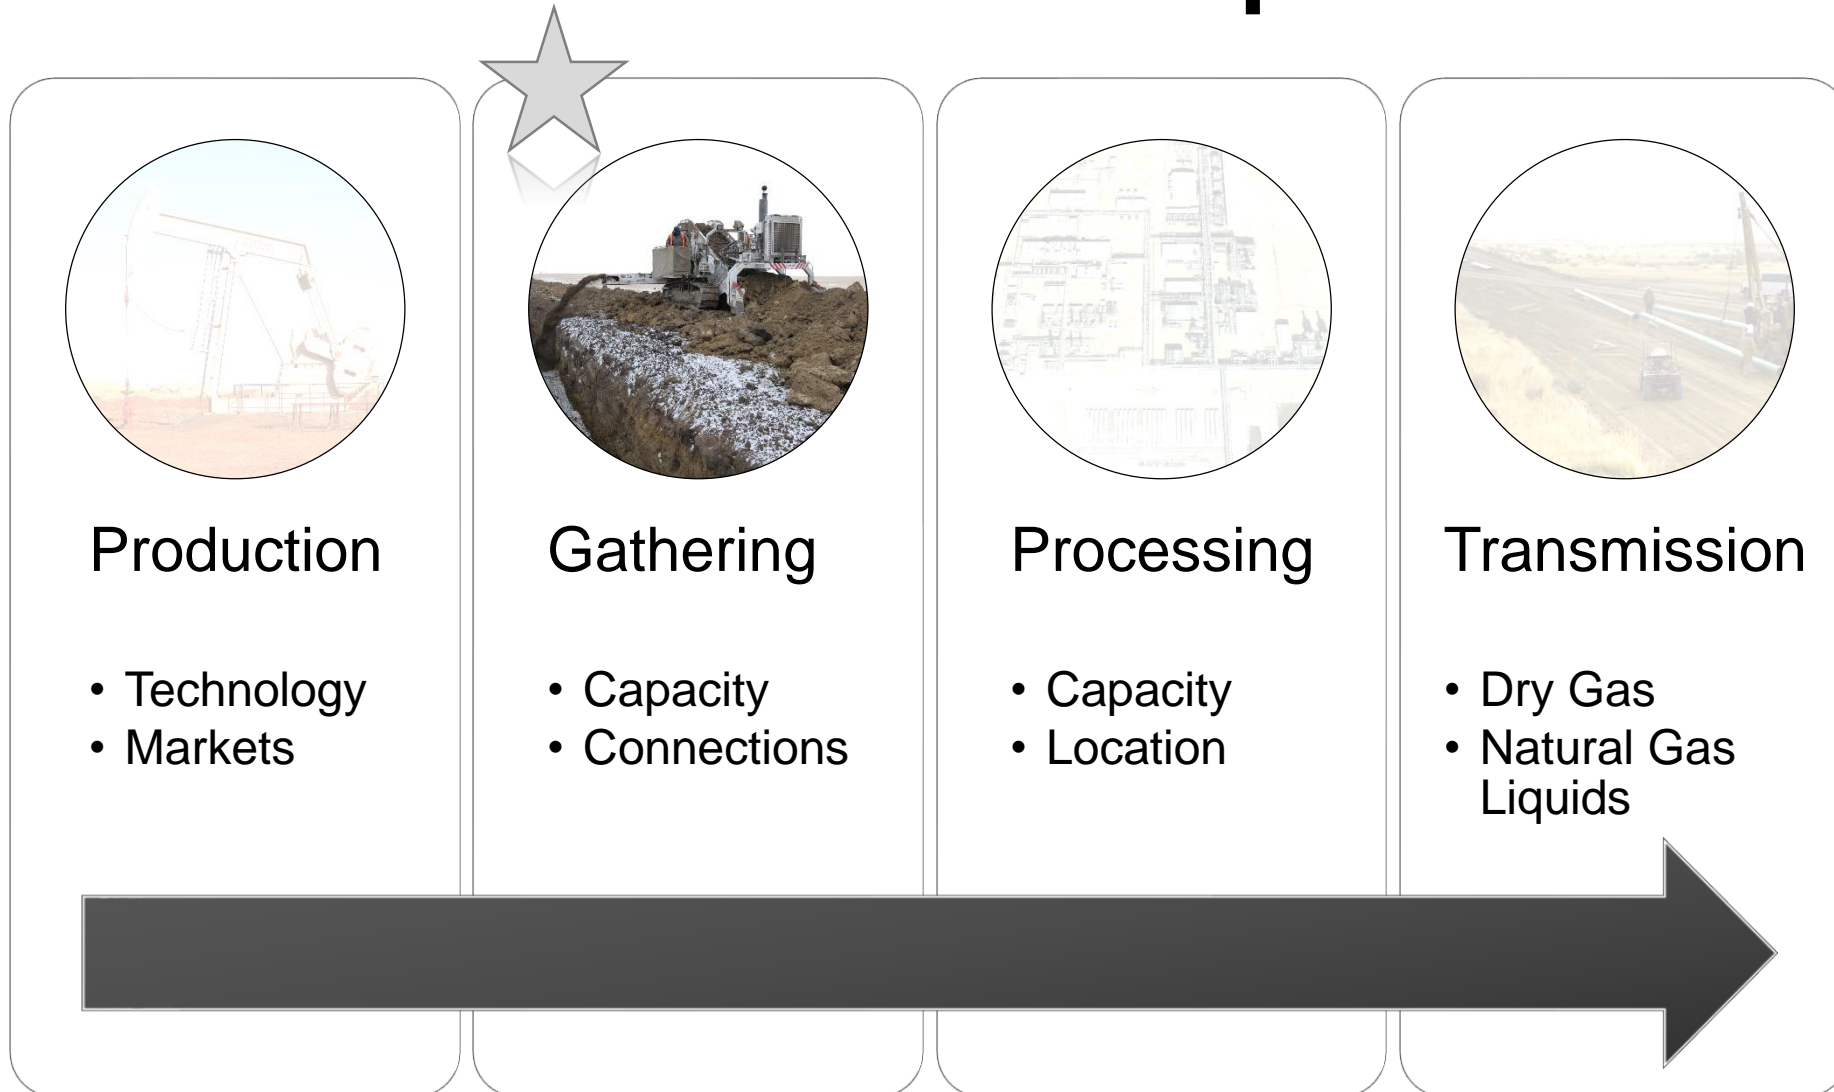 Production
• Technology
• Markets
Gathering
• Capacity
• Connections
Processing
• Capacity
• Location
Transmission
• Dry Gas
• Natural Gas
Liquids